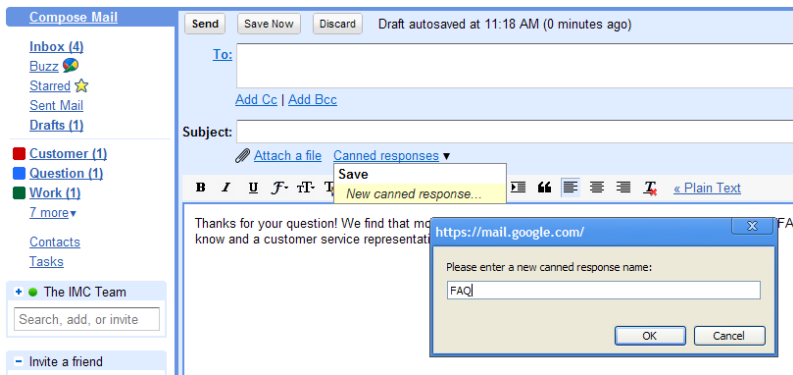 Compose Mail
Send Save Now Discard Draft autosaved at 11:18 AM (0 minutes ago)
Inbox (4)
Buzz
Starred
Sent Mail
Drafts (1)
To:
Add Cc | Add Bcc
Subject:
Attach a file Canned responses ▼
Save
New canned response...
Customer (1)
Question (1)
Work (1)
7 more▼
Contacts
Tasks
B I U F T « Plain Text
Thanks for your question! We find that mo
know and a customer service representati
FA
https://mail.google.com/
Please enter a new canned response name:
FAQ
OK Cancel
+ The IMC Team
Search, add, or invite
− Invite a friend